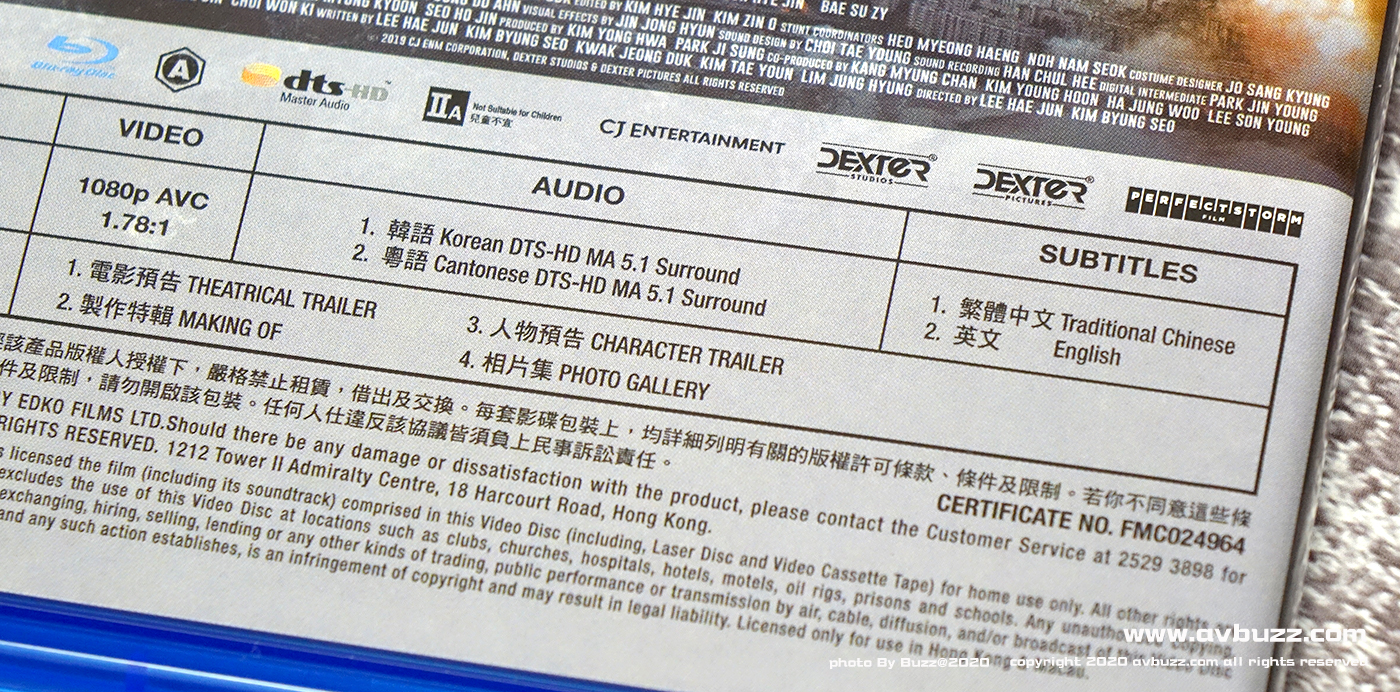 EDITED BY KIM HYE JIN KIM ZIN O STUNT COORDINATORS HEO MYEONG HAENG NOH NAM SEOK COSTUME DESIGNER JO SANG KYUNG
BAE SU ZY
AHN VISUAL EFFECTS BY JIN JONG HYUN SOUND DESIGN BY CHOI TAE YOUNG SOUND RECORDING HAN CHUL HEE DIGITAL INTERMEDIATE PARK JIN YOUNG
KYOON SEO HO JIN PRODUCED BY KIM YONG HWA PARK JI SUNG CO-PRODUCED BY KANG MYUNG CHAN KIM YOUNG HOON HA JUNG WOO LEE SON YOUNG
CHOI WON KI WRITTEN BY LEE HAE JUN KIM BYUNG SEO KWAK JEONG DUK KIM TAE YOUN LIM JUNG HYUNG DIRECTED BY LEE HAE JUN KIM BYUNG SEO
© 2019 CJ ENM CORPORATION, DEXTER STUDIOS & DEXTER PICTURES ALL RIGHTS RESERVED
Blu-ray Disc
A
dts-HD
Master Audio
IIA
Not Suitable for Children
兒童不宜
CJ ENTERTAINMENT
DEXTER®
STUDIOS
DEXTER®
PICTURES
PERFECTSTORM
FILM
VIDEO
AUDIO
SUBTITLES
1080p AVC
1.78:1
1. 韓語 Korean DTS-HD MA 5.1 Surround
2. 粵語 Cantonese DTS-HD MA 5.1 Surround
1. 繁體中文 Traditional Chinese
2. 英文 English
1. 電影預告 THEATRICAL TRAILER
2. 製作特輯 MAKING OF
3. 人物預告 CHARACTER TRAILER
4. 相片集 PHOTO GALLERY
該產品版權人授權下，嚴格禁止租賃，借出及交換。每套影碟包裝上，均詳細列明有關的版權許可條款、條件及限制。若你不同意這些條
件及限制，請勿開啟該包裝。任何人仕違反該協議皆須負上民事訴訟責任。
CERTIFICATE NO. FMC024964
BY EDKO FILMS LTD.Should there be any damage or dissatisfaction with the product, please contact the Customer Service at 2529 3898 for
RIGHTS RESERVED. 1212 Tower II Admiralty Centre, 18 Harcourt Road, Hong Kong.
licensed the film (including its soundtrack) comprised in this Video Disc (including, Laser Disc and Video Cassette Tape) for home use only. All other rights
excludes the use of this Video Disc at locations such as clubs, churches, hospitals, hotels, motels, oil rigs, prisons and schools. Any unauthorized copying
exchanging, hiring, selling, lending or any other kinds of trading, public performance or transmission by air, cable, diffusion, and/or broadcast of this Video Disc
and any such action establishes, is an infringement of copyright and may result in legal liability. Licensed only for use in Hong Kong & Macau.
www.avbuzz.com
photo By Buzz@2020 copyright 2020 avbuzz.com all rights reserved